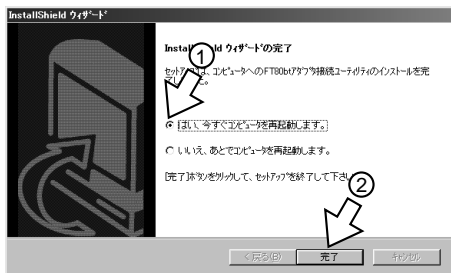 InstallShield ウィザード
InstallShield ウィザードの完了
セットアップは、コンピュータへのFT80btアダプタ接続ユーティリティのインストールを完
了しました。
はい、今すぐコンピュータを再起動します。
いいえ、あとでコンピュータを再起動します。
[完了]ボタンをクリックして、セットアップを終了して下さい。
< 戻る(B)
完了
キャンセル
1
2